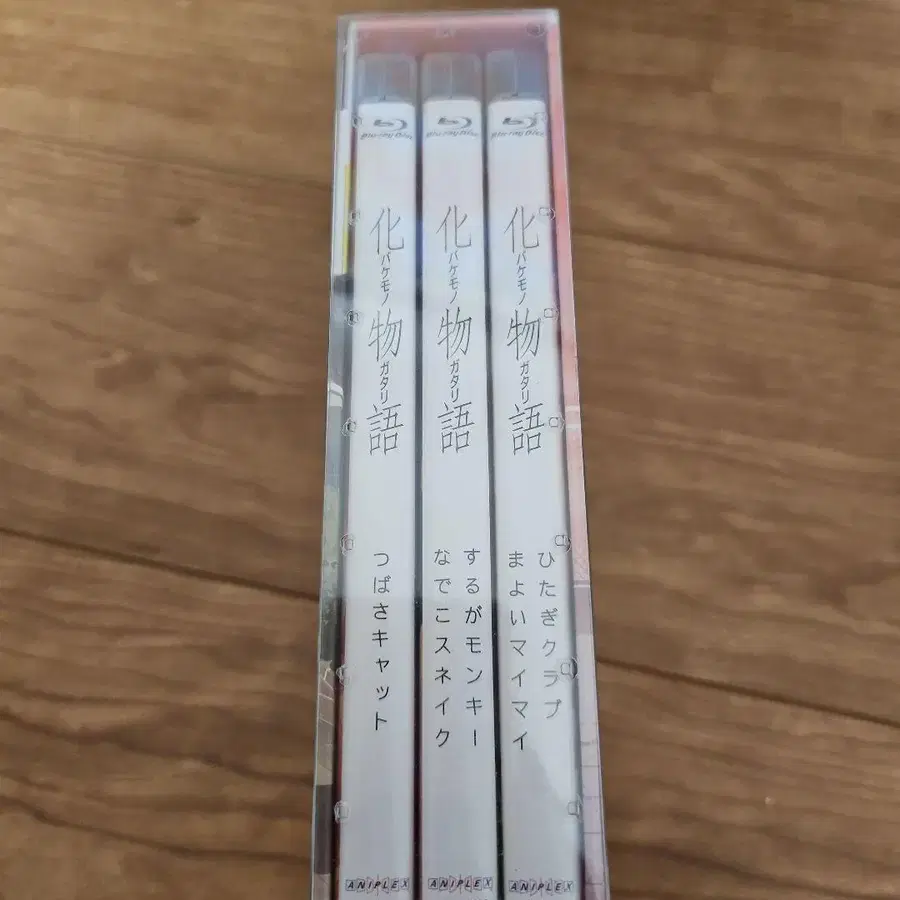 Blu-ray Disc
化バケモノ物ガタリ語
つばさキャット
ANIPLEX
Blu-ray Disc
化バケモノ物ガタリ語
するがモンキー
なでこスネイク
ANIPLEX
Blu-ray Disc
化バケモノ物ガタリ語
ひたぎクラブ
まよいマイマイ
ANIPLEX